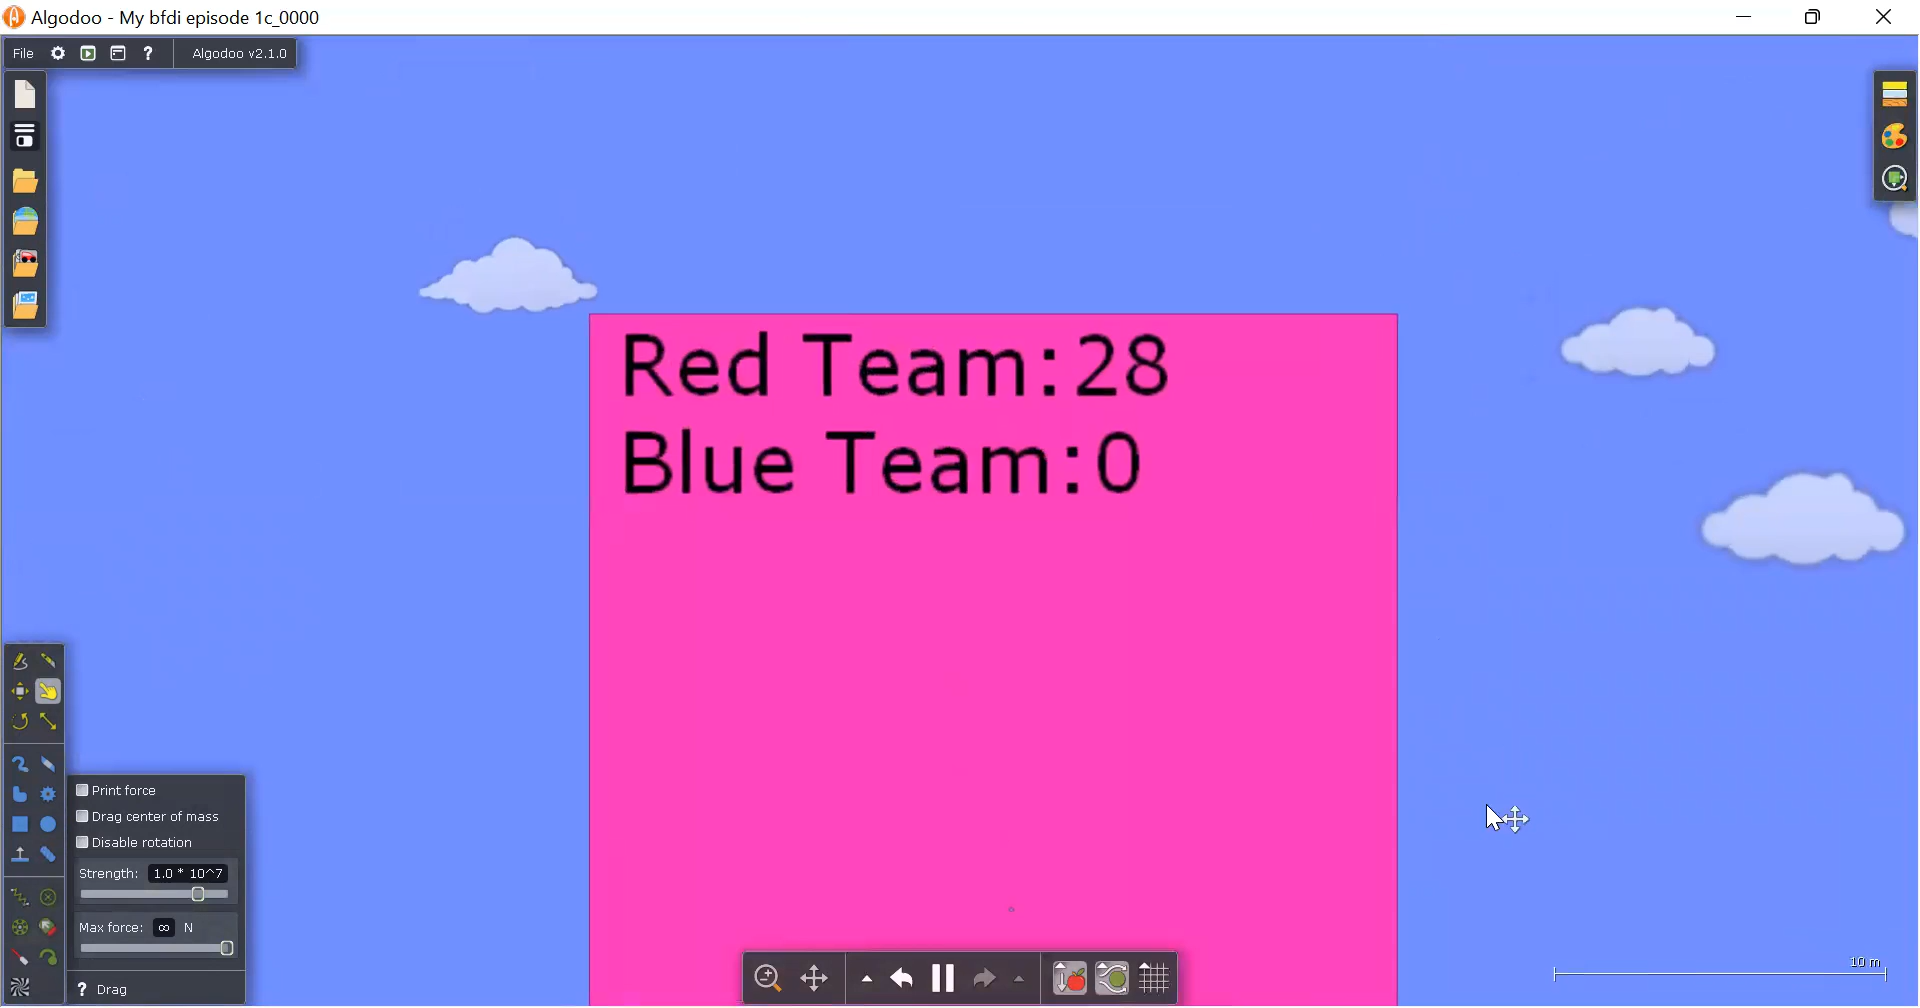 Algodoo - My bfdi episode 1c_0000
File ? Algodoo v2.1.0
Red Team:28
Blue Team:0
Print force
Drag center of mass
Disable rotation
Strength: 1.0 * 10^7
Max force: ∞ N
? Drag
10 m